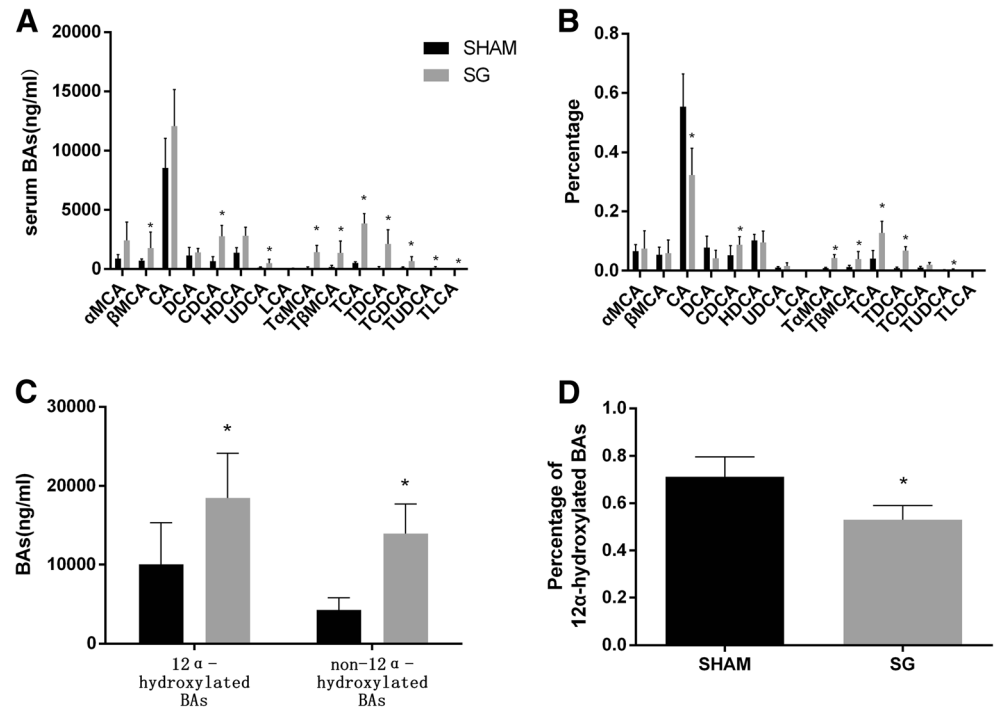 A
serum BAs(ng/ml)
20000
15000
10000
5000
0
SHAM
SG
* * * * * * * * * *
αMCA
βMCA
CA
DCA
CDCA
HDCA
UDCA
LCA
TαMCA
TβMCA
TCA
TDCA
TCDCA
TUDCA
TLCA
B
Percentage
0.8
0.6
0.4
0.2
0.0
* * * * * * *
αMCA
βMCA
CA
DCA
CDCA
HDCA
UDCA
LCA
TαMCA
TβMCA
TCA
TDCA
TCDCA
TUDCA
TLCA
C
BAs(ng/ml)
30000
20000
10000
0
* *
12α-
hydroxylated
BAs
non-12α-
hydroxylated
BAs
D
Percentage of
12α-hydroxylated BAs
1.0
0.8
0.6
0.4
0.2
0.0
*
SHAM
SG